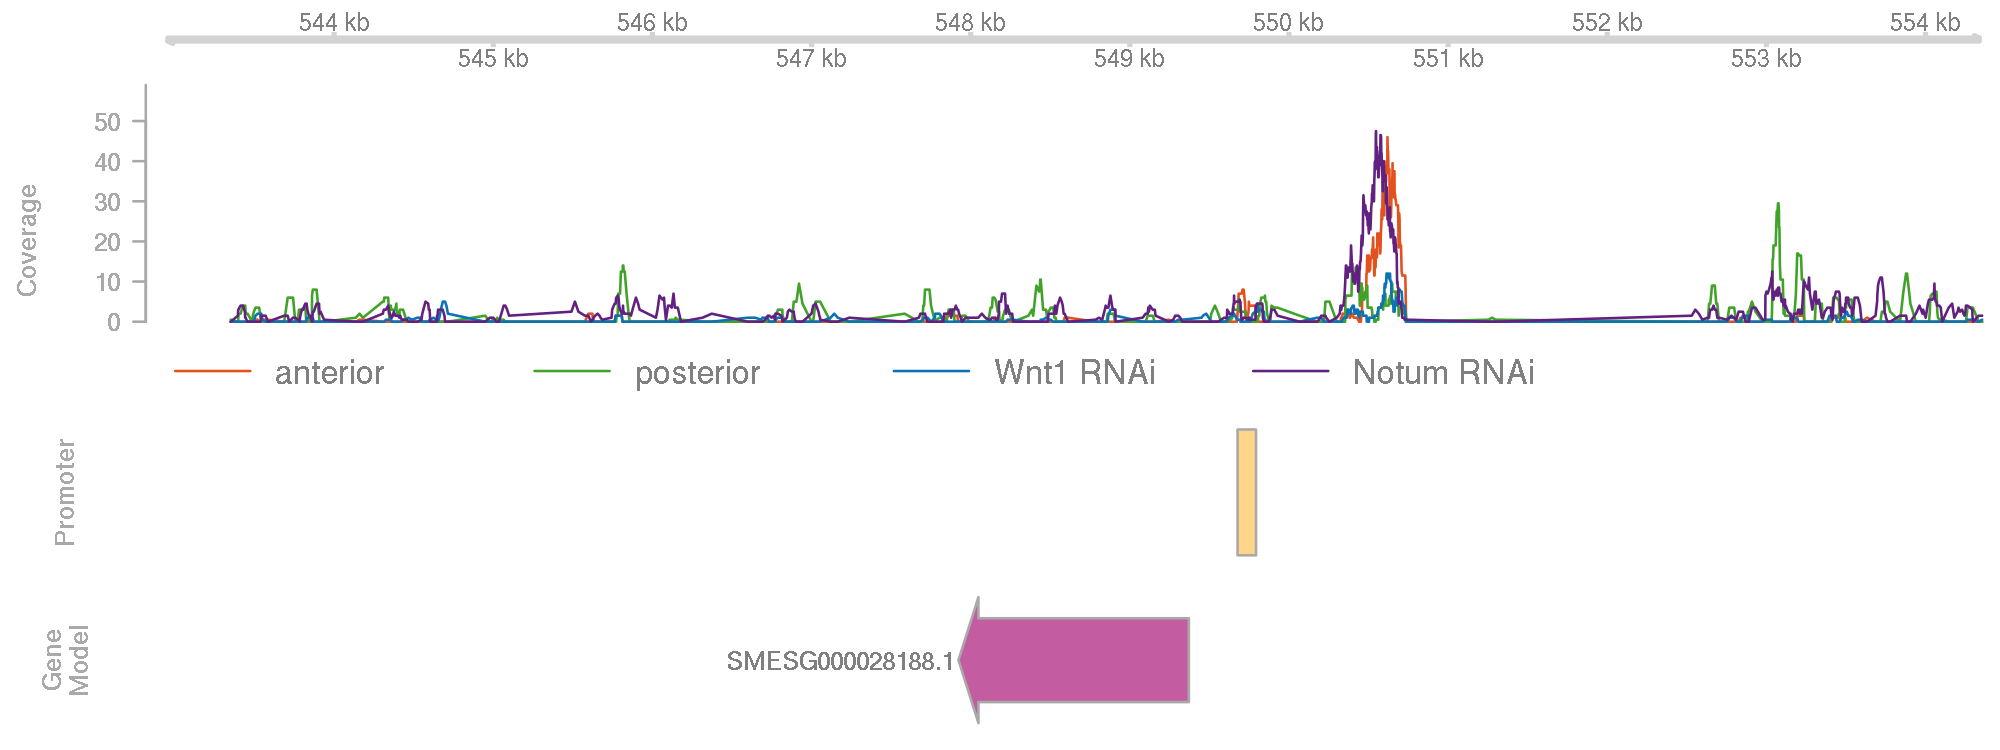 544 kb 546 kb 548 kb 550 kb 552 kb 554 kb
545 kb 547 kb 549 kb 551 kb 553 kb
Coverage
50
40
30
20
10
0
anterior posterior Wnt1 RNAi Notum RNAi
Promoter
Gene
Model
SMESG000028188.1